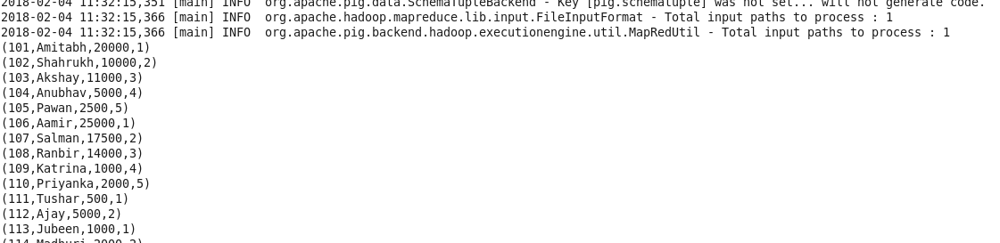 2018-02-04 11:32:15,351 [main] INFO  org.apache.pig.data.SchemaTupleBackend - Key [pig.schematuple] was not set... will not generate code.
2018-02-04 11:32:15,366 [main] INFO  org.apache.hadoop.mapreduce.lib.input.FileInputFormat - Total input paths to process : 1
2018-02-04 11:32:15,366 [main] INFO  org.apache.pig.backend.hadoop.executionengine.util.MapRedUtil - Total input paths to process : 1
(101,Amitabh,20000,1)
(102,Shahrukh,10000,2)
(103,Akshay,11000,3)
(104,Anubhav,5000,4)
(105,Pawan,2500,5)
(106,Aamir,25000,1)
(107,Salman,17500,2)
(108,Ranbir,14000,3)
(109,Katrina,1000,4)
(110,Priyanka,2000,5)
(111,Tushar,500,1)
(112,Ajay,5000,2)
(113,Jubeen,1000,1)
(114,Madhuri,2000,2)